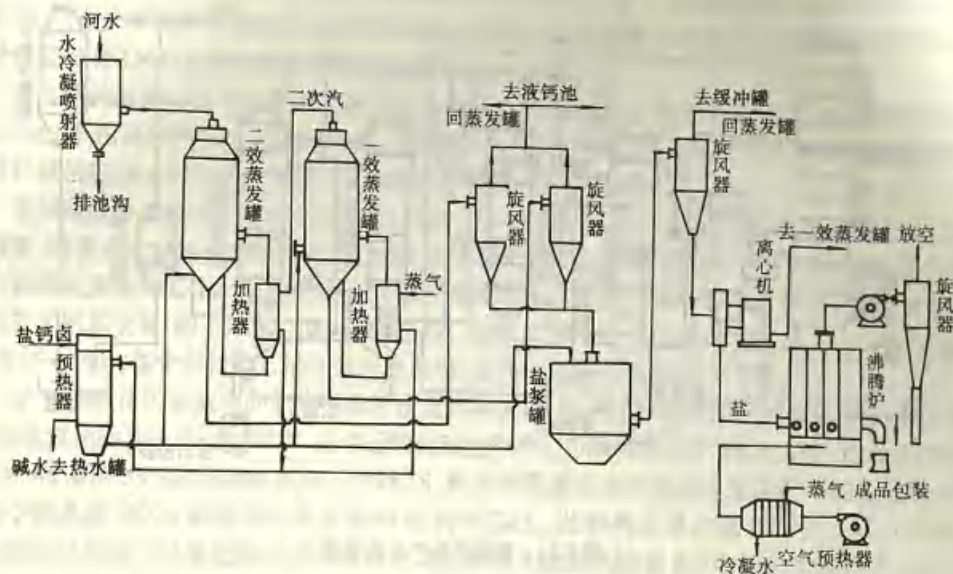 河水
水冷凝喷射器
排池沟
二效蒸发罐
二次汽
一效蒸发罐
加热器
加热器
蒸气
盐钙卤
预热器
碱水去热水罐
去液钙池
回蒸发罐
旋风器
旋风器
盐浆罐
去缓冲罐
回蒸发罐
旋风器
离心机
去一效蒸发罐
放空
旋风器
沸腾炉
盐
蒸气
成品包装
冷凝水
空气预热器